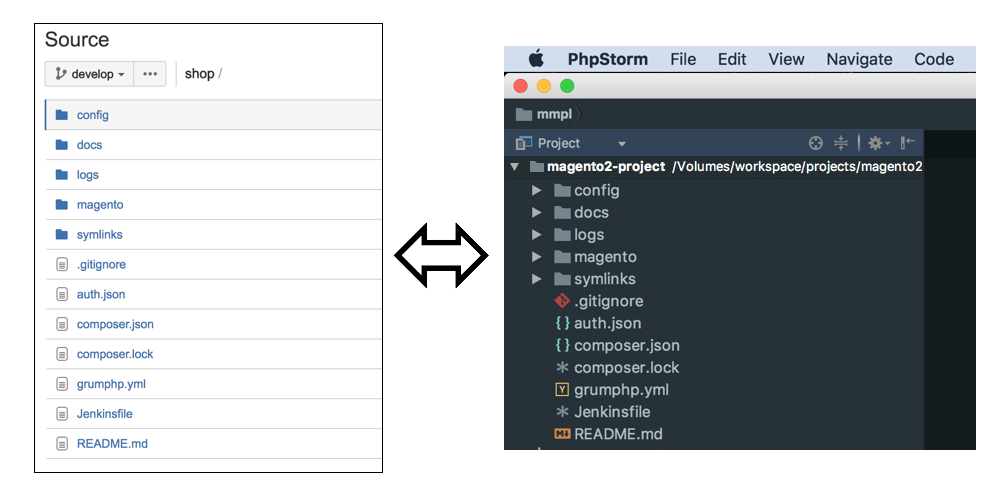 Source
develop
shop /
config
docs
logs
magento
symlinks
.gitignore
auth.json
composer.json
composer.lock
grumphp.yml
Jenkinsfile
README.md
PhpStorm File Edit View Navigate Code
mmpl
Project
magento2-project /Volumes/workspace/projects/magento2
config
docs
logs
magento
symlinks
.gitignore
{} auth.json
{} composer.json
* composer.lock
Y grumphp.yml
* Jenkinsfile
README.md